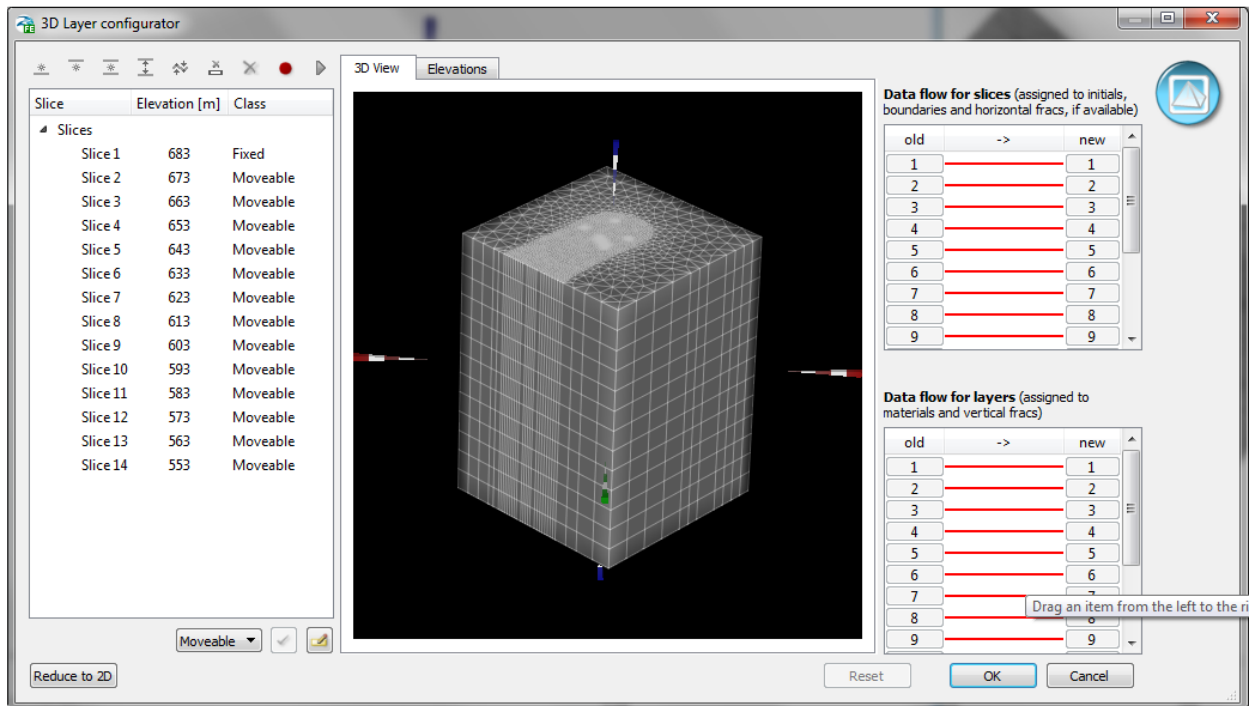 3D Layer configurator
3D View Elevations
Slice Elevation [m] Class
Slices
Slice 1 683 Fixed
Slice 2 673 Moveable
Slice 3 663 Moveable
Slice 4 653 Moveable
Slice 5 643 Moveable
Slice 6 633 Moveable
Slice 7 623 Moveable
Slice 8 613 Moveable
Slice 9 603 Moveable
Slice 10 593 Moveable
Slice 11 583 Moveable
Slice 12 573 Moveable
Slice 13 563 Moveable
Slice 14 553 Moveable
Moveable
Reduce to 2D
Data flow for slices (assigned to initials,
boundaries and horizontal fracs, if available)
old -> new
1 1
2 2
3 3
4 4
5 5
6 6
7 7
8 8
9 9
Data flow for layers (assigned to
materials and vertical fracs)
old -> new
1 1
2 2
3 3
4 4
5 5
6 6
7
Drag an item from the left to the ri
8 8
9 9
Reset OK Cancel